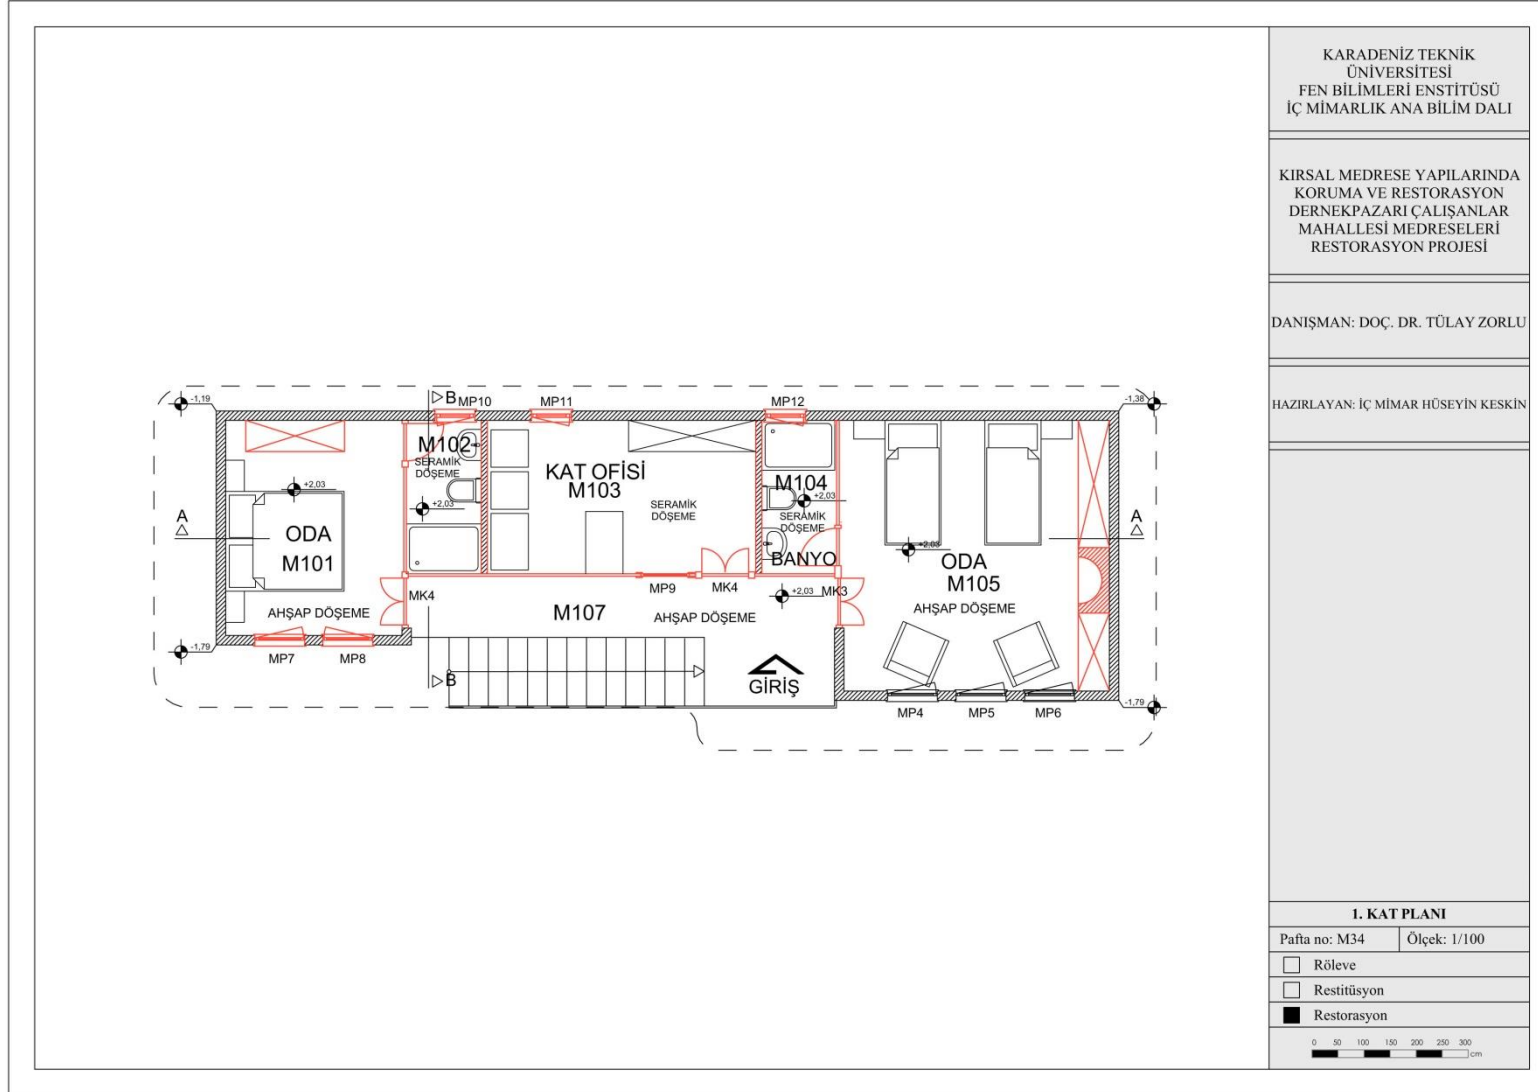 KARADENİZ TEKNİK
ÜNİVERSİTESİ
FEN BİLİMLERİ ENSTİTÜSÜ
İÇ MİMARLIK ANA BİLİM DALI
KIRSAL MEDRESE YAPILARINDA
KORUMA VE RESTORASYON
DERNEKPAZARI ÇALIŞANLAR
MAHALLESİ MEDRESELERİ
RESTORASYON PROJESİ
DANIŞMAN: DOÇ. DR. TÜLAY ZORLU
HAZIRLAYAN: İÇ MİMAR HÜSEYİN KESKİN
-1,19
B
MP10
MP11
MP12
-1,38
M102
SERAMİK
DÖŞEME
+2,03
KAT OFİSİ
M103
SERAMİK
DÖŞEME
M104
+2,03
SERAMİK
DÖŞEME
BANYO
+2,03
ODA
M101
AHŞAP DÖŞEME
A
A
+2,03
ODA
M105
AHŞAP DÖŞEME
MK4
MP9
MK4
+2,03
MK3
M107
AHŞAP DÖŞEME
-1,79
MP7
MP8
B
GİRİŞ
MP4
MP5
MP6
-1,79
1. KAT PLANI
Pafta no: M34
Ölçek: 1/100
Röleve
Restitüsyon
Restorasyon
0 50 100 150 200 250 300
cm